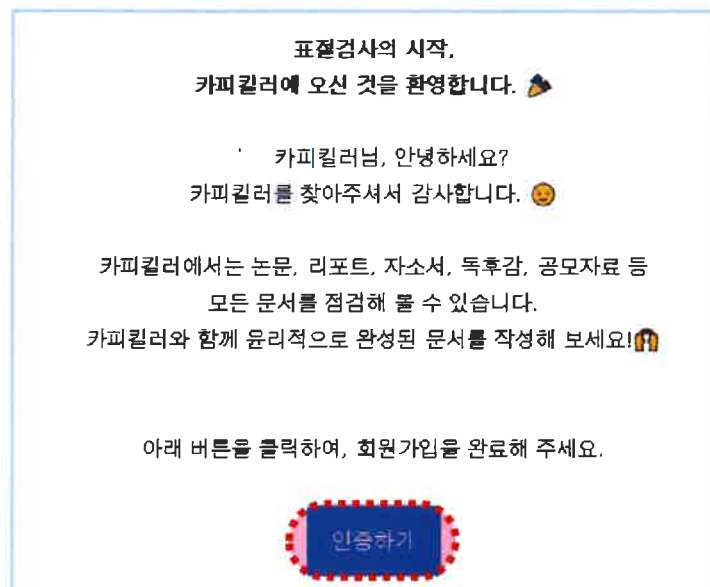 표절검사의 시작,
카피킬러에 오신 것을 환영합니다.
카피킬러님, 안녕하세요?
카피킬러를 찾아주셔서 감사합니다.
카피킬러에서는 논문, 리포트, 자소서, 독후감, 공모자료 등
모든 문서를 점검해 볼 수 있습니다.
카피킬러와 함께 윤리적으로 완성된 문서를 작성해 보세요!
아래 버튼을 클릭하여, 회원가입을 완료해 주세요.
인증하기